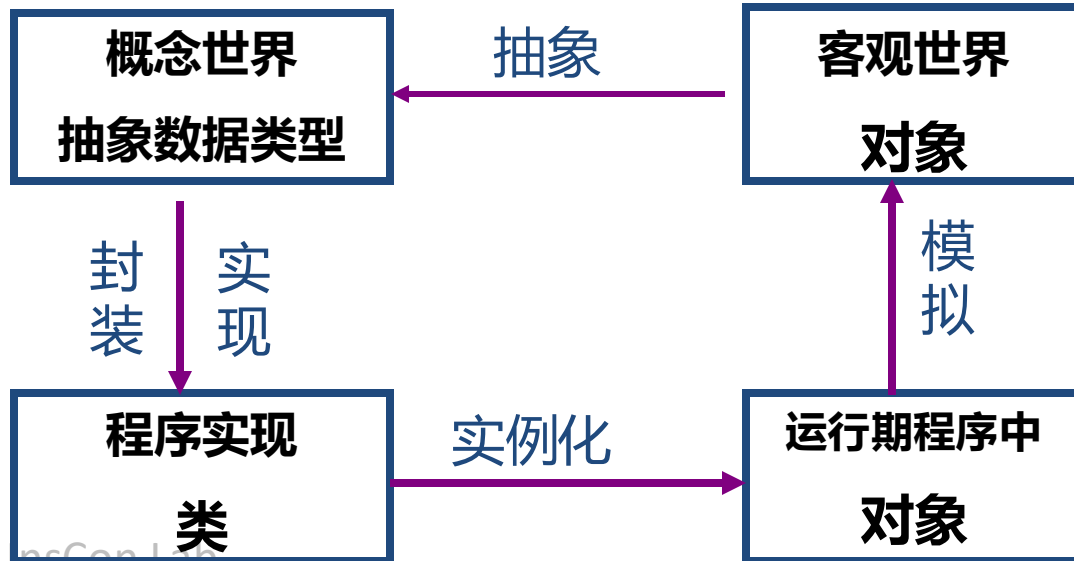 概念世界
抽象数据类型
抽象
客观世界
对象
封装
实现
模拟
程序实现
类
实例化
运行期程序中
对象